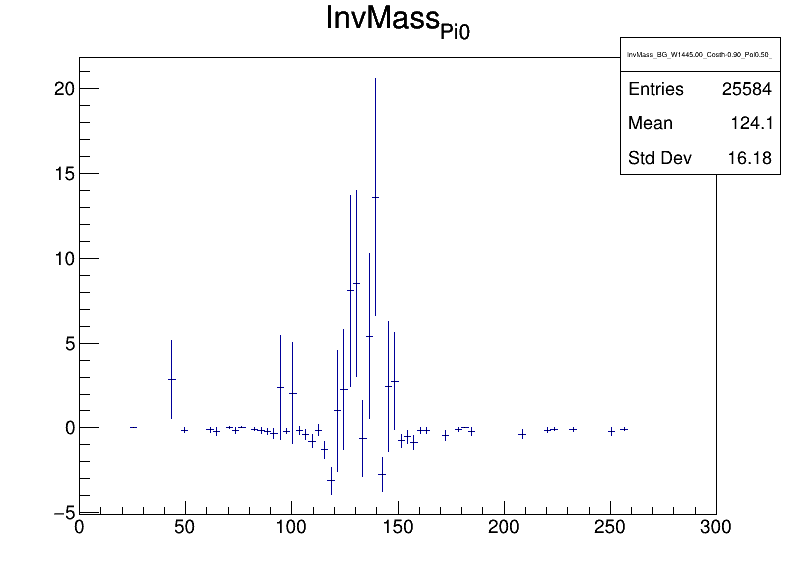 InvMass_Pi0
InvMass_BG_W1445.00_Costh-0.90_Pol0.50_
Entries 25584
Mean 124.1
Std Dev 16.18
20
15
10
5
0
−5
0 50 100 150 200 250 300